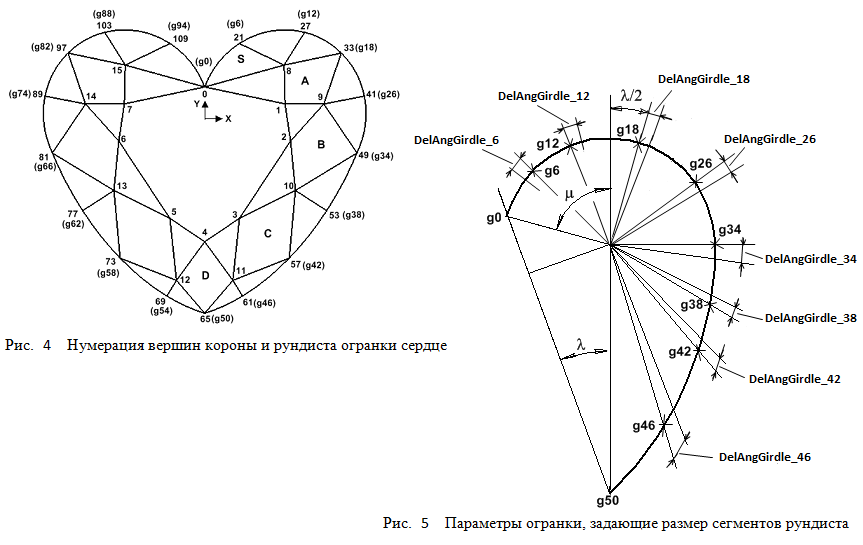 (g88)
103
(g94)
109
(g6)
21
(g12)
27
(g82) 97
33(g18)
(g0)
S
15
8
A
0
(g74) 89
14
7
Y
X
1
9
41(g26)
6
2
B
81
(g66)
49 (g34)
13
10
77
(g62)
5
4
3
C
53 (g38)
73
(g58)
12
D
11
57(g42)
69
(g54)
61(g46)
65(g50)
Рис. 4 Нумерация вершин короны и рундиста огранки сердце
DelAngGirdle_18
λ/2
DelAngGirdle_12
DelAngGirdle_6
DelAngGirdle_26
g12
g18
g6
g26
μ
g0
g34
DelAngGirdle_34
g38
DelAngGirdle_38
λ
g42
DelAngGirdle_42
g46
DelAngGirdle_46
g50
Рис. 5 Параметры огранки, задающие размер сегментов рундиста